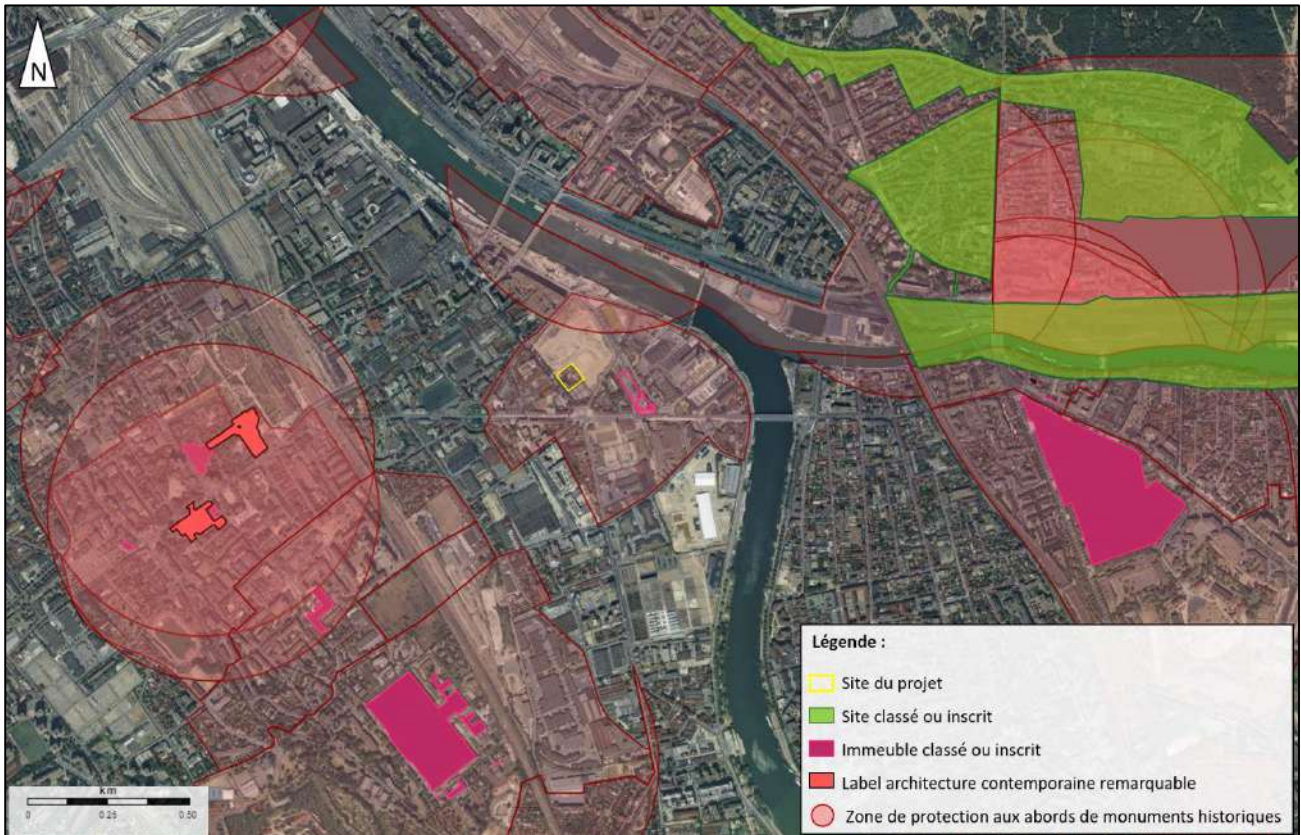 N
Légende :
Site du projet
Site classé ou inscrit
Immeuble classé ou inscrit
Label architecture contemporaine remarquable
Zone de protection aux abords de monuments historiques
km
0 0.25 0.50